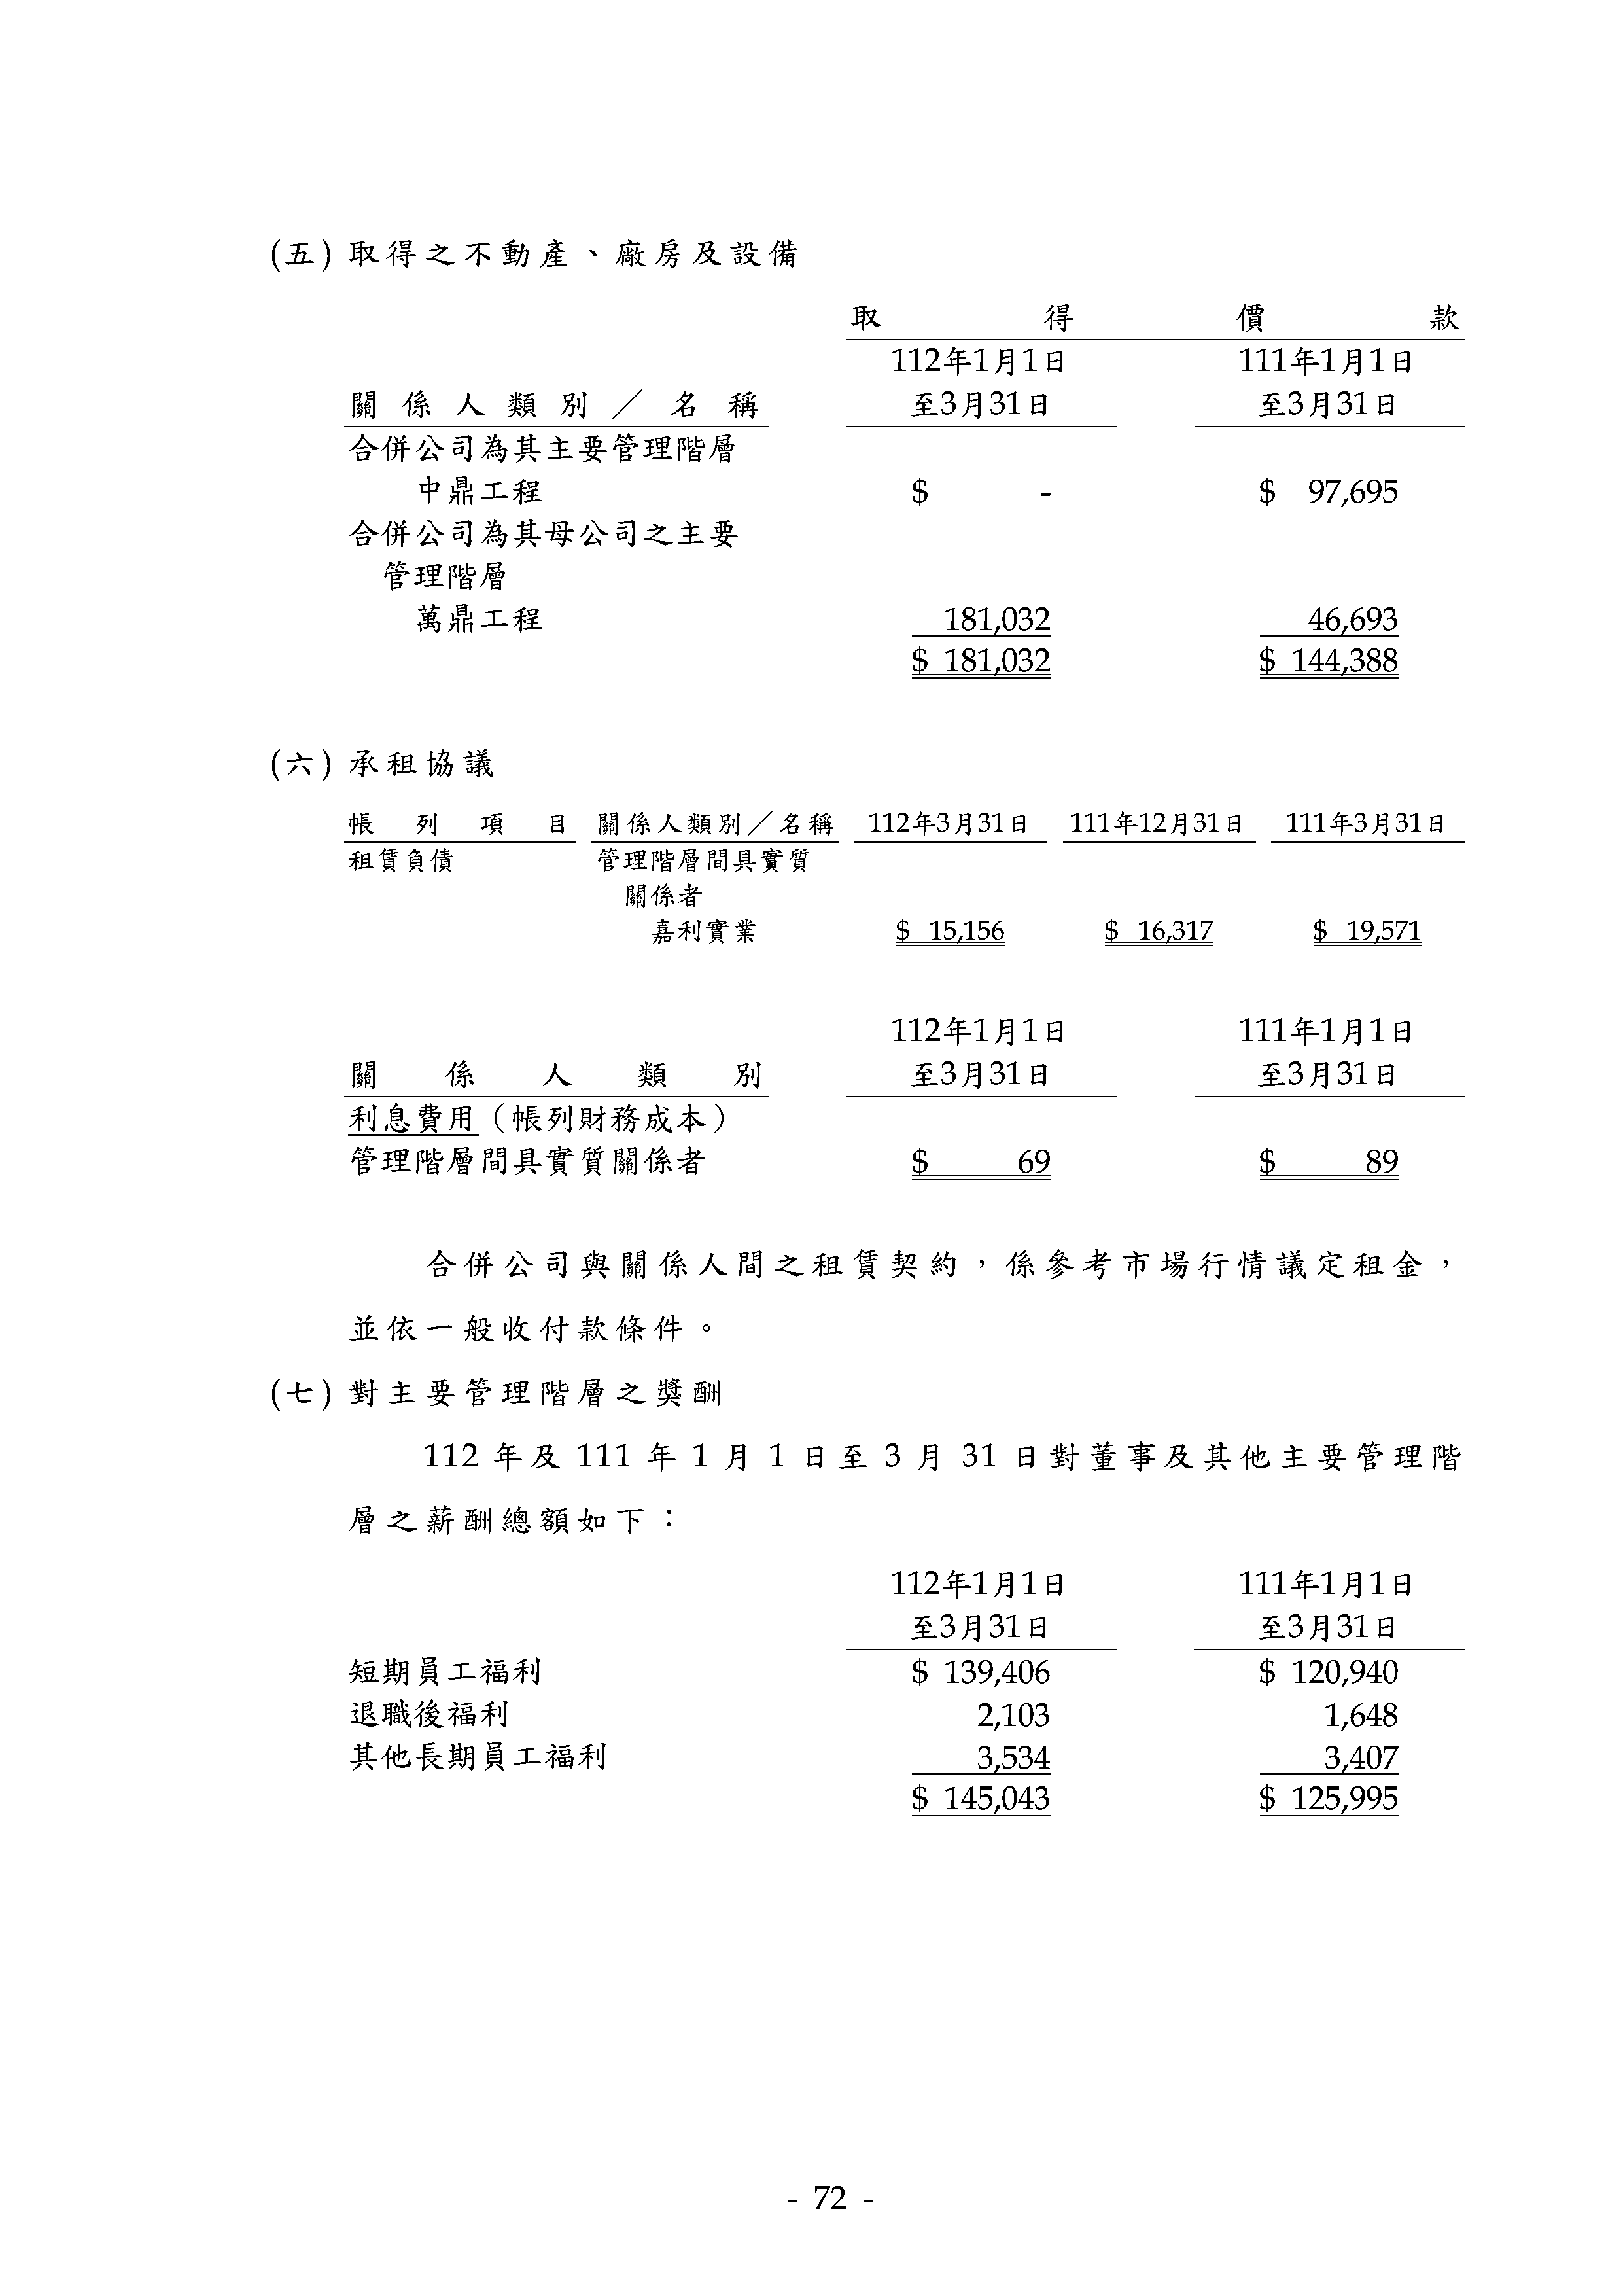 (五) 取得之不動產、廠房及設備
取得價款
112年1月1日 111年1月1日
關係人類別／名稱 至3月31日 至3月31日
合併公司為其主要管理階層
中鼎工程 $ - $ 97,695
合併公司為其母公司之主要
管理階層
萬鼎工程 181,032 46,693
$ 181,032 $ 144,388
(六) 承租協議
帳列項目 關係人類別／名稱 112年3月31日 111年12月31日 111年3月31日
租賃負債 管理階層間具實質
關係者
嘉利實業 $ 15,156 $ 16,317 $ 19,571
112年1月1日 111年1月1日
關係人類別 至3月31日 至3月31日
利息費用（帳列財務成本）
管理階層間具實質關係者 $ 69 $ 89
合併公司與關係人間之租賃契約，係參考市場行情議定租金，
並依一般收付款條件。
(七) 對主要管理階層之獎酬
112 年及 111 年 1 月 1 日至 3 月 31 日對董事及其他主要管理階
層之薪酬總額如下：
112年1月1日 111年1月1日
至3月31日 至3月31日
短期員工福利 $ 139,406 $ 120,940
退職後福利 2,103 1,648
其他長期員工福利 3,534 3,407
$ 145,043 $ 125,995
- 72 -